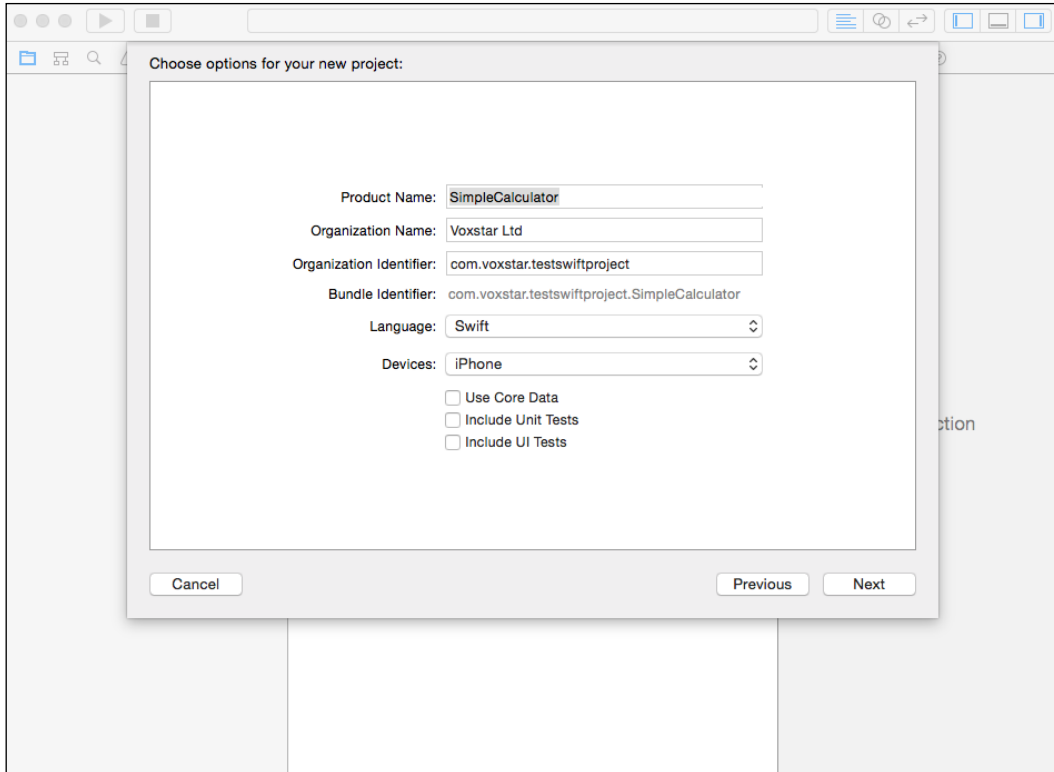 Choose options for your new project:
Product Name: SimpleCalculator
Organization Name: Voxstar Ltd
Organization Identifier: com.voxstar.testswiftproject
Bundle Identifier: com.voxstar.testswiftproject.SimpleCalculator
Language: Swift
Devices: iPhone
Use Core Data
Include Unit Tests
ction
Include UI Tests
Cancel Previous Next